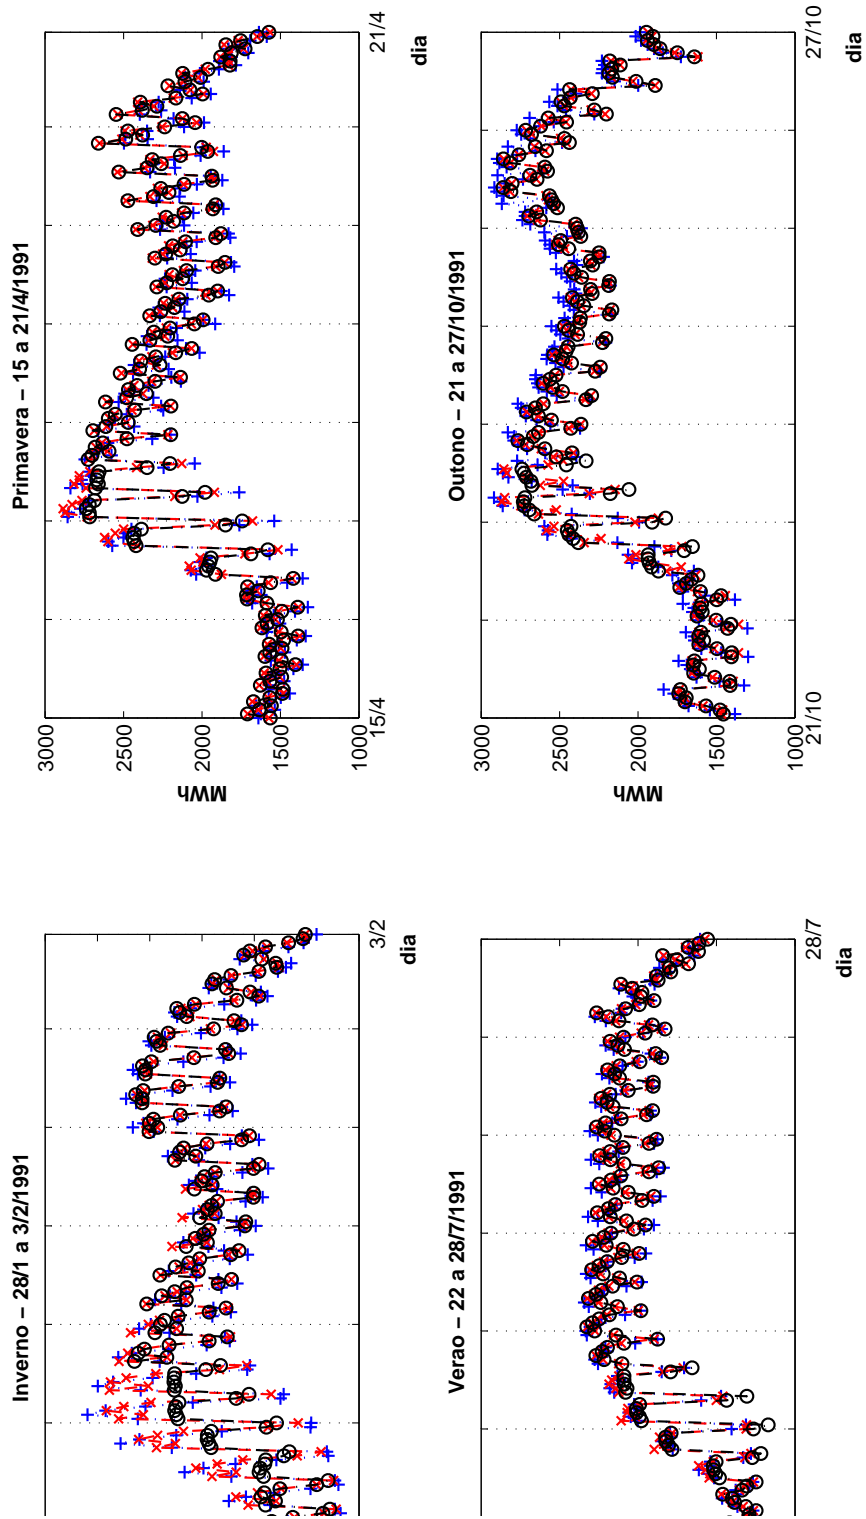 Inverno – 28/1 a 3/2/1991
3/2
dia
Primavera – 15 a 21/4/1991
3000
2500
2000
1500
1000
MWh
15/4
21/4
dia
Verao – 22 a 28/7/1991
28/7
dia
Outono – 21 a 27/10/1991
3000
2500
2000
1500
1000
MWh
21/10
27/10
dia